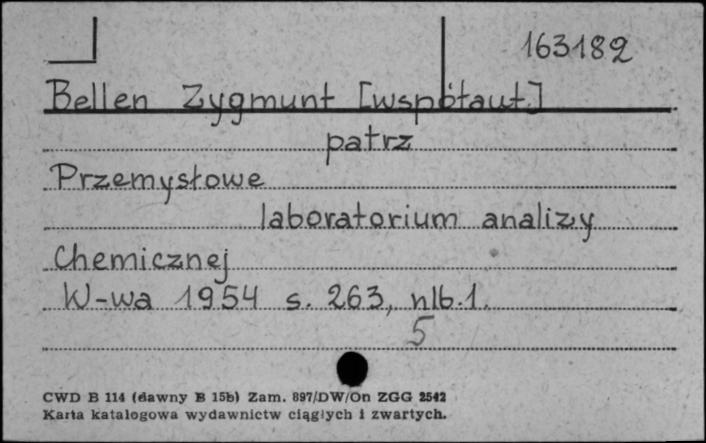 163182
Bellen Zygmunt [współaut.]
patrz
Przemysłowe
laboratorium analizy
Chemicznej
W-wa 1954 s. 263, nlb. 1.
5
CWD B 114 (dawny B 15b) Zam. 897/DW/On ZGG 2542
Karta katalogowa wydawnictw ciągłych i zwartych.